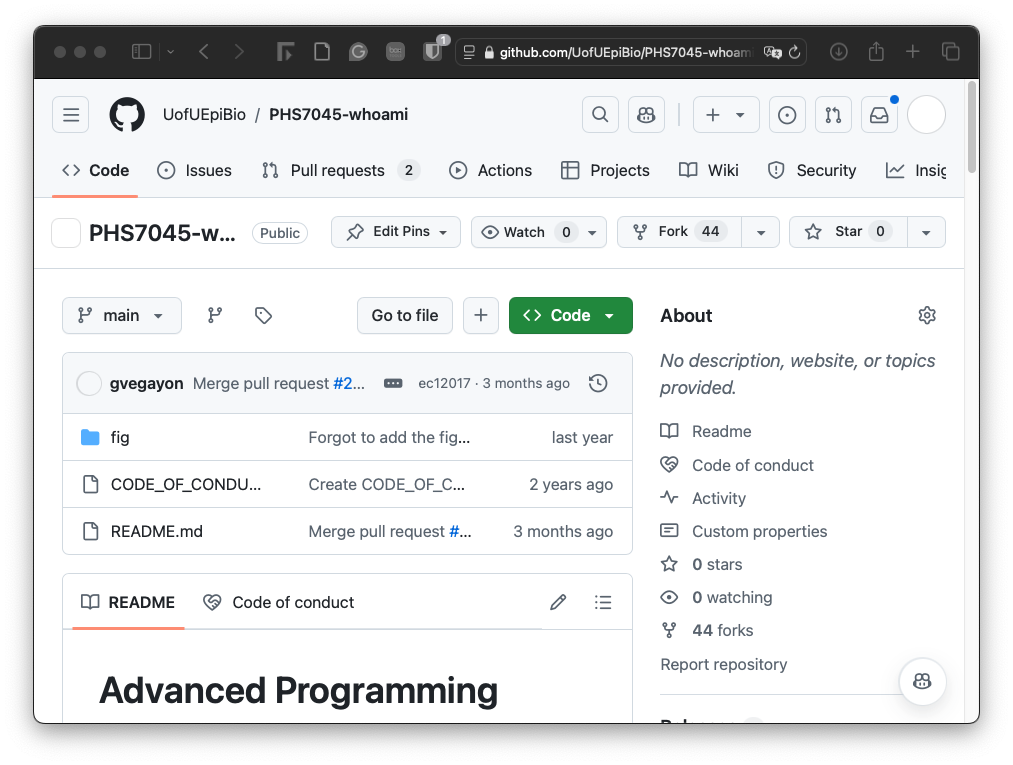 1
github.com/UofUEpiBio/PHS7045-whoam
UofUEpiBio / PHS7045-whoami
Code Issues Pull requests 2 Actions Projects Wiki Security Insig
PHS7045-w... Public Edit Pins Watch 0 Fork 44 Star 0
main Go to file + Code
gvegayon Merge pull request #2... ec12017 · 3 months ago
fig Forgot to add the fig... last year
CODE_OF_CONDU... Create CODE_OF_C... 2 years ago
README.md Merge pull request #... 3 months ago
README Code of conduct
Advanced Programming
About
No description, website, or topics
provided.
Readme
Code of conduct
Activity
Custom properties
0 stars
0 watching
44 forks
Report repository